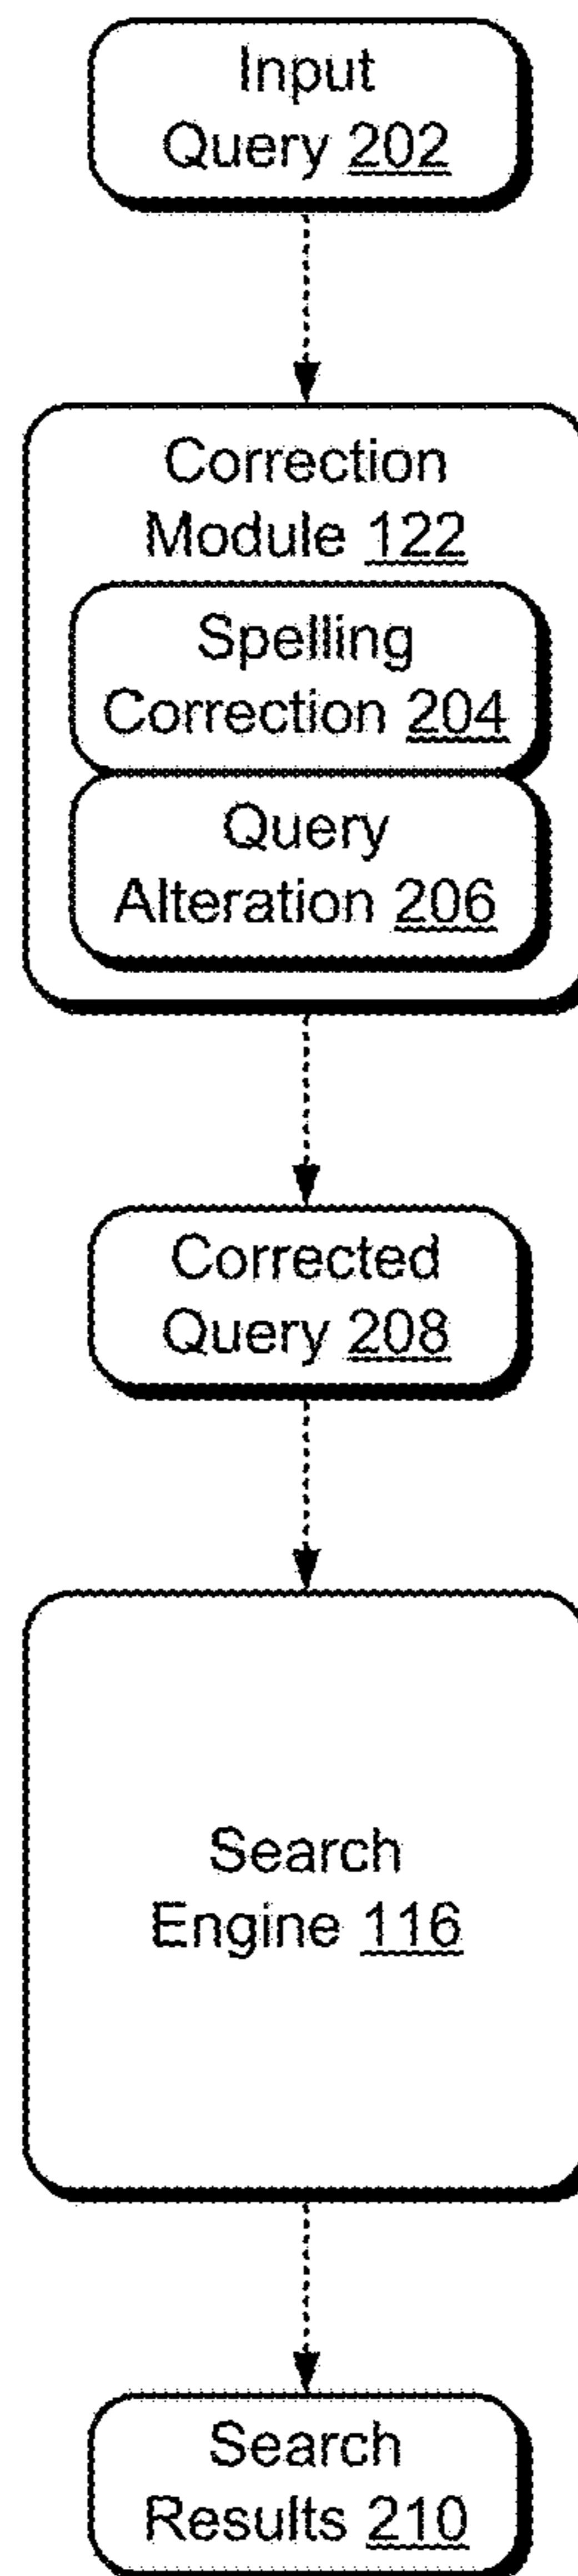 Input
Query 202
Correction
Module 122
Spelling
Correction 204
Query
Alteration 206
Corrected
Query 208
Search
Engine 116
Search
Results 210